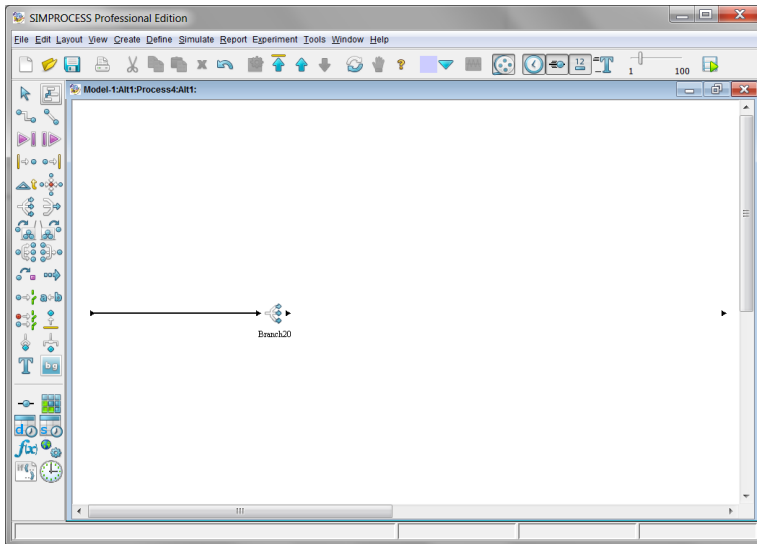 SIMPROCESS Professional Edition
File Edit Layout View Create Define Simulate Report Experiment Tools Window Help
12
T
1
100
Model-1:Alt1:Process4:Alt1:
a b
Branch20
T
bg
d
s
f(x)